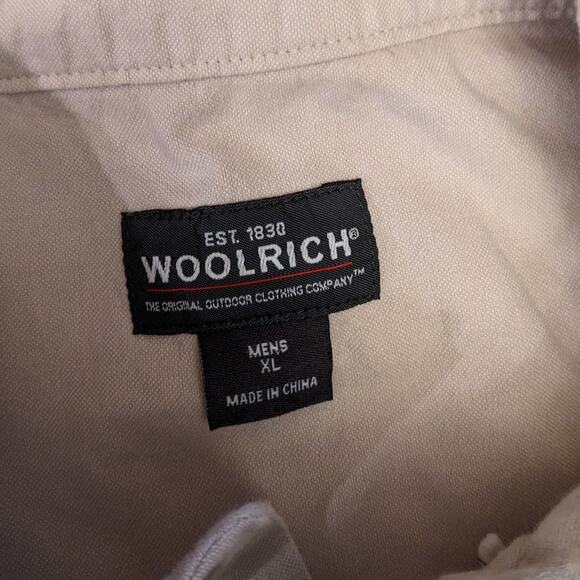 EST. 1830
WOOLRICH®
THE ORIGINAL OUTDOOR CLOTHING COMPANY™
MENS
XL
MADE IN CHINA